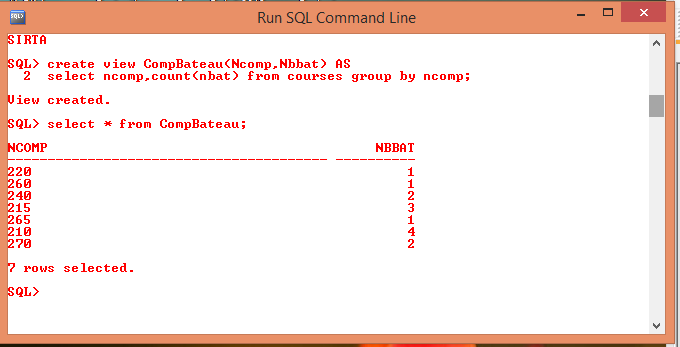 Run SQL Command Line
SIRTA
SQL> create view CompBateau(Ncomp,Nbbat) AS
2 select ncomp,count(nbat) from courses group by ncomp;
View created.
SQL> select * from CompBateau;
NCOMP NBBAT
---------------------------------------- ----------
220 1
260 1
240 2
215 3
265 1
210 4
270 2
7 rows selected.
SQL>